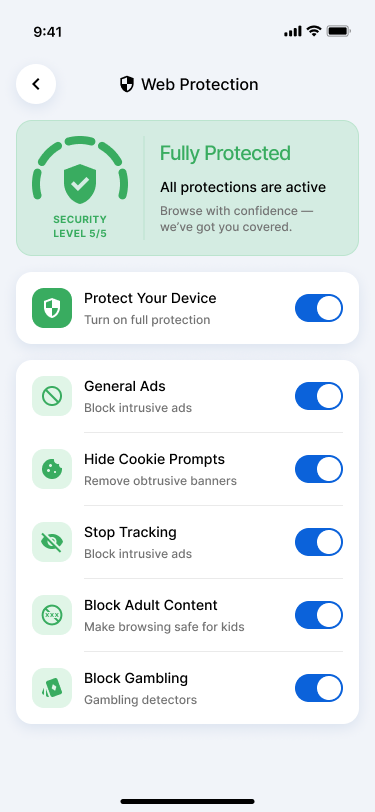 9:41
Web Protection
Fully Protected
All protections are active
Browse with confidence —
we've got you covered.
SECURITY
LEVEL 5/5
Protect Your Device
Turn on full protection
General Ads
Block intrusive ads
Hide Cookie Prompts
Remove obtrusive banners
Stop Tracking
Block intrusive ads
XXX
Block Adult Content
Make browsing safe for kids
Block Gambling
Gambling detectors